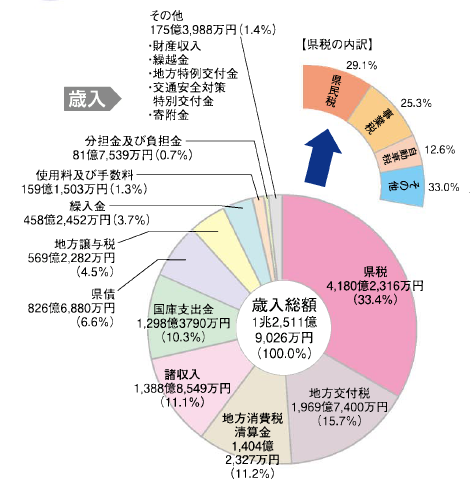 その他
175億3,988万円(1.4%)
・財産収入
・繰越金
・地方特例交付金
・交通安全対策
特別交付金
・寄附金
【県税の内訳】
29.1%
県民税
25.3%
事業税
12.6%
自動車税
33.0%
その他
歳入
分担金及び負担金
81億7,539万円(0.7%)
使用料及び手数料
159億1,503万円(1.3%)
繰入金
458億2,452万円(3.7%)
地方譲与税
569億2,282万円
(4.5%)
県債
826億6,880万円
(6.6%)
国庫支出金
1,298億3790万円
(10.3%)
諸収入
1,388億8,549万円
(11.1%)
地方消費税
清算金
1,404億
2,327万円
(11.2%)
地方交付税
1,969億7,400万円
(15.7%)
県税
4,180億2,316万円
(33.4%)
歳入総額
1兆2,511億
9,026万円
(100.0%)